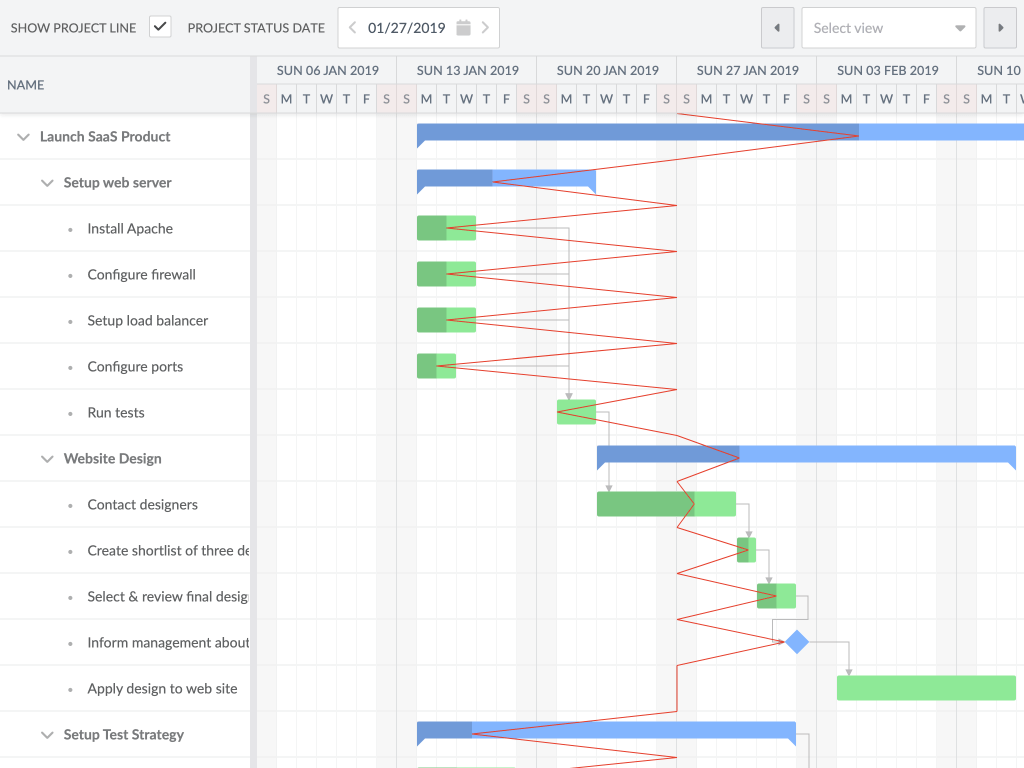 SHOW PROJECT LINE PROJECT STATUS DATE 01/27/2019 Select view
NAME
SUN 06 JAN 2019 SUN 13 JAN 2019 SUN 20 JAN 2019 SUN 27 JAN 2019 SUN 03 FEB 2019 SUN 10
S M T W T F S S M T W T F S S M T W T F S S M T W T F S S M T W T F S S M T W
Launch SaaS Product
Setup web server
Install Apache
Configure firewall
Setup load balancer
Configure ports
Run tests
Website Design
Contact designers
Create shortlist of three de
Select & review final desig
Inform management about
Apply design to web site
Setup Test Strategy